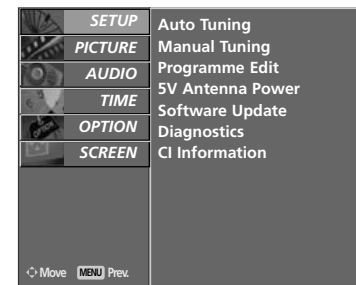 SETUP
PICTURE
AUDIO
TIME
OPTION
SCREEN
Auto Tuning
Manual Tuning
Programme Edit
5V Antenna Power
Software Update
Diagnostics
CI Information
Move MENU Prev.